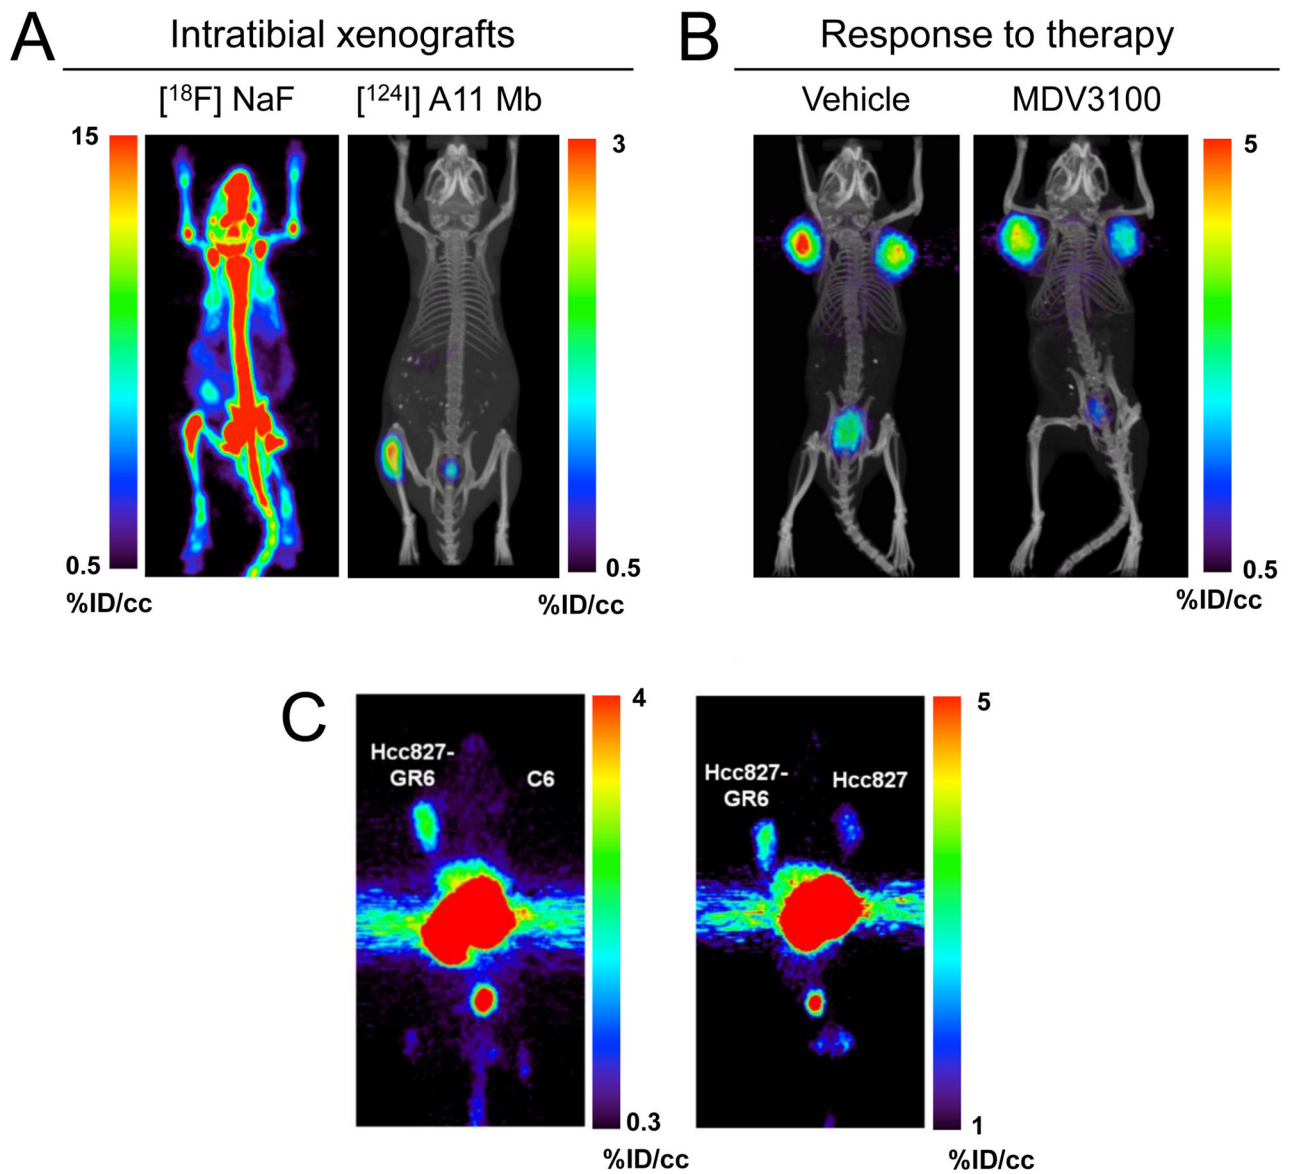 A
Intratibial xenografts
[¹⁸F] NaF
[¹²⁴I] A11 Mb
15
0.5
%ID/cc
3
0.5
%ID/cc
B
Response to therapy
Vehicle
MDV3100
5
0.5
%ID/cc
C
Hcc827-
GR6
C6
4
0.3
%ID/cc
Hcc827-
GR6
Hcc827
5
1
%ID/cc